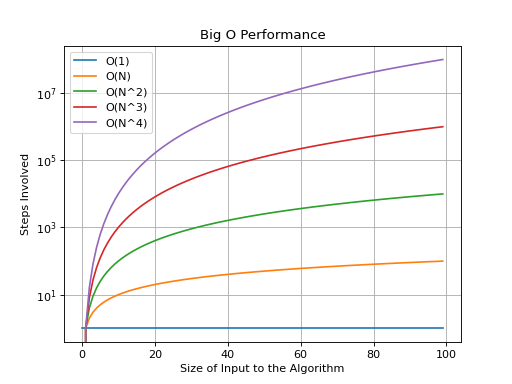 Big O Performance
O(1)
O(N)
O(N^2)
O(N^3)
O(N^4)
10^7
10^5
10^3
10^1
Steps Involved
0 20 40 60 80 100
Size of Input to the Algorithm